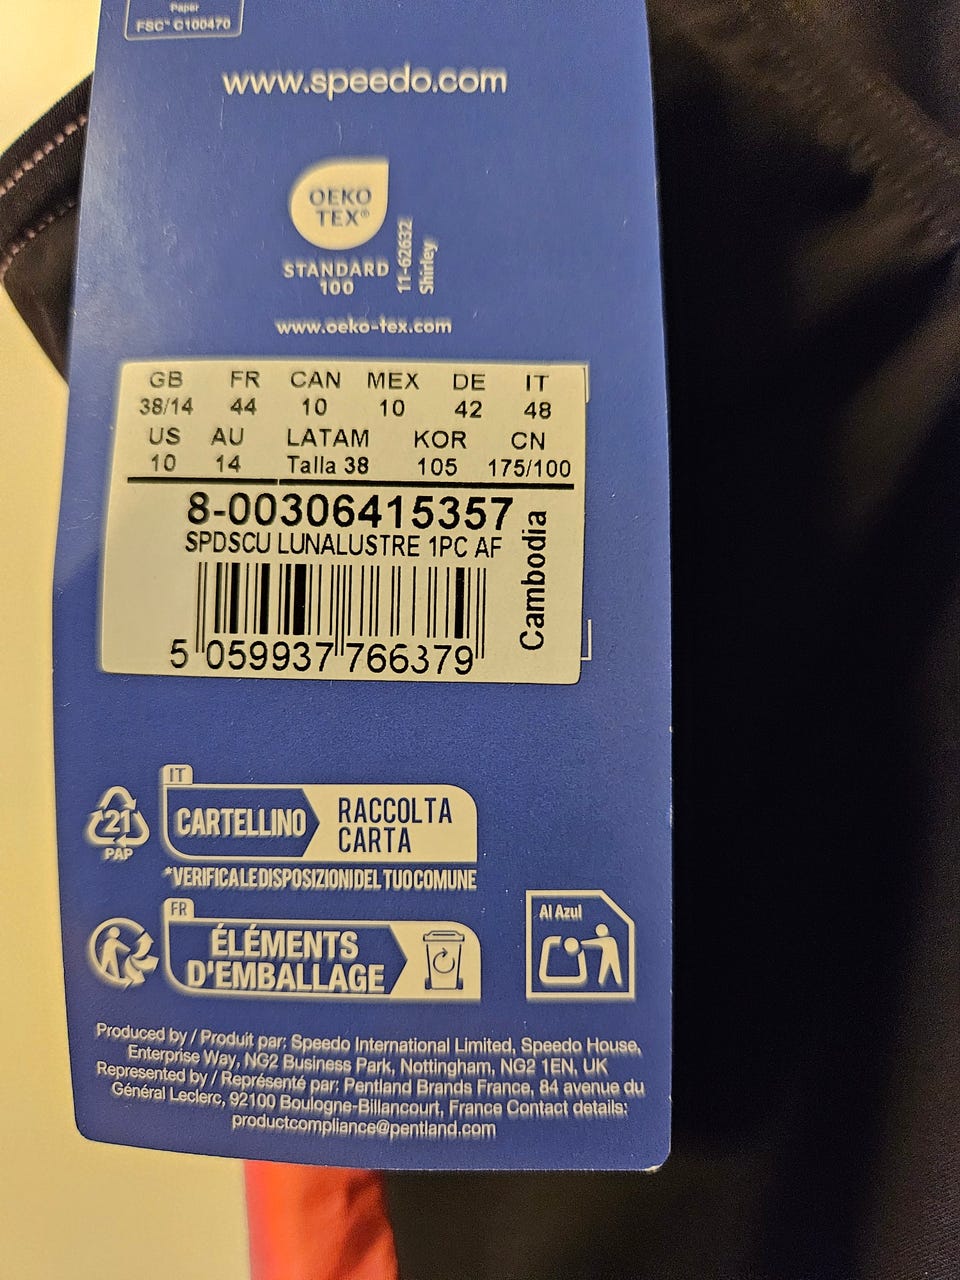 Paper
FSC™ C100470
www.speedo.com
OEKO
TEX®
STANDARD
100
11-62632
Shirley
www.oeko-tex.com
GB FR CAN MEX DE IT
38/14 44 10 10 42 48
US AU LATAM KOR CN
10 14 Talla 38 105 175/100
8-00306415357
SPDSCU LUNALUSTRE 1PC AF
Cambodia
5 059937 766379
IT
21
PAP
CARTELLINO
RACCOLTA
CARTA
*VERIFICA LE DISPOSIZIONI DEL TUO COMUNE
FR
ÉLÉMENTS
D'EMBALLAGE
Al Azul
Produced by / Produit par: Speedo International Limited, Speedo House,
Enterprise Way, NG2 Business Park, Nottingham, NG2 1EN, UK
Represented by / Représenté par: Pentland Brands France, 84 avenue du
Général Leclerc, 92100 Boulogne-Billancourt, France Contact details:
productcompliance@pentland.com